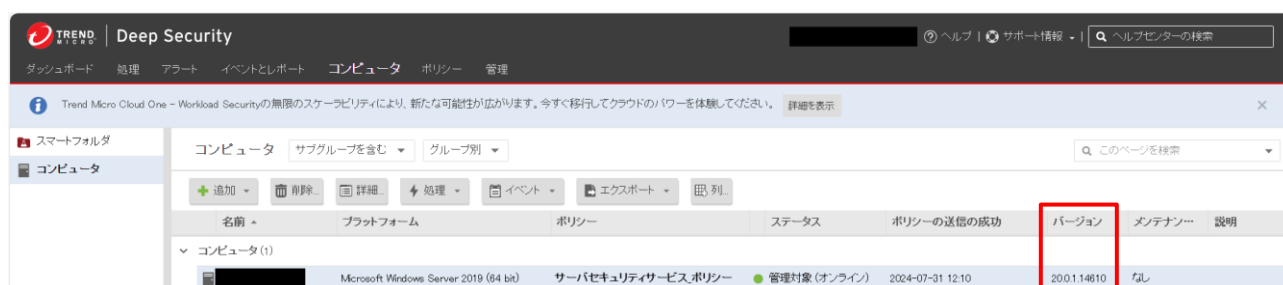 TREND MICRO | Deep Security
ヘルプ | サポート情報 | ヘルプセンターの検索
ダッシュボード 処理 アラート イベントとレポート コンピュータ ポリシー 管理
Trend Micro Cloud One - Workload Securityの無限のスケーラビリティにより、新たな可能性が広がります。今すぐ移行してクラウドのパワーを体験してください。 詳細を表示
スマートフォルダ
コンピュータ
コンピュータ サブグループを含む グループ別 このページを検索
追加 削除... 詳細... 処理 イベント エクスポート 列...
名前 プラットフォーム ポリシー ステータス ポリシーの送信の成功 バージョン メンテナン… 説明
コンピュータ (1)
Microsoft Windows Server 2019 (64 bit) サーバセキュリティサービス_ポリシー 管理対象 (オンライン) 2024-07-31 12:10 20.0.1.14610 なし